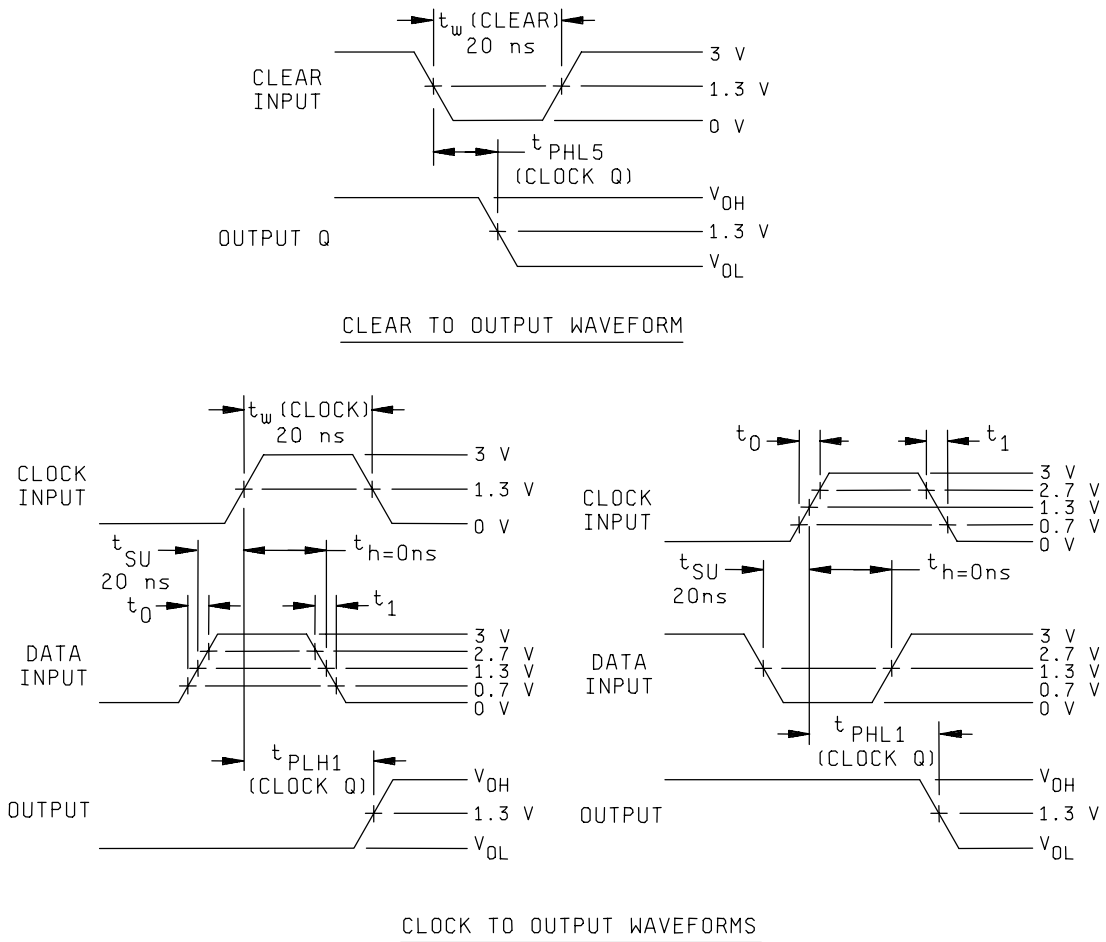 t_w (CLEAR)
20 ns
CLEAR
INPUT
3 V
1.3 V
0 V
t_PHL5
(CLOCK Q)
OUTPUT Q
V_OH
1.3 V
V_OL
CLEAR TO OUTPUT WAVEFORM
t_w (CLOCK)
20 ns
CLOCK
INPUT
3 V
1.3 V
0 V
t_SU
20 ns
t_h=0ns
t_0
t_1
DATA
INPUT
3 V
2.7 V
1.3 V
0.7 V
0 V
t_PLH1
(CLOCK Q)
OUTPUT
V_OH
1.3 V
V_OL
t_0
t_1
CLOCK
INPUT
3 V
2.7 V
1.3 V
0.7 V
0 V
t_SU
20ns
t_h=0ns
DATA
INPUT
3 V
2.7 V
1.3 V
0.7 V
0 V
t_PHL1
(CLOCK Q)
OUTPUT
V_OH
1.3 V
V_OL
CLOCK TO OUTPUT WAVEFORMS